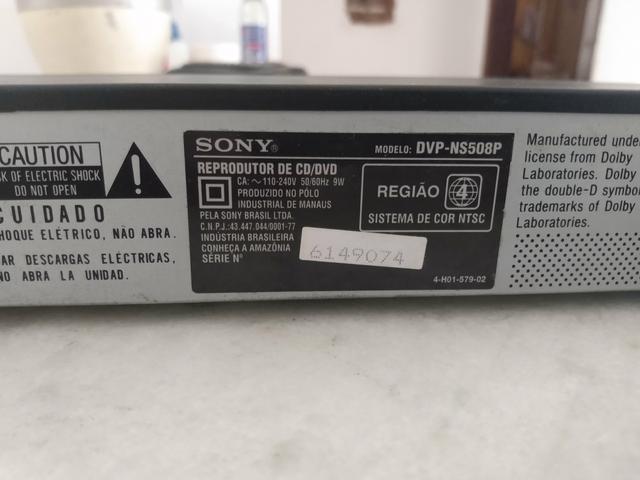 CAUTION
OF ELECTRIC SHOCK
DO NOT OPEN
CUIDADO
HOQUE ELÉTRICO, NÃO ABRA.
AR DESCARGAS ELÉCTRICAS,
NO ABRA LA UNIDAD.
SONY®
MODELO: DVP-NS508P
REPRODUTOR DE CD/DVD
CA: ~ 110-240V 50/60Hz 9W
PRODUZIDO NO PÓLO
INDUSTRIAL DE MANAUS
PELA SONY BRASIL LTDA.
C.N.P.J.: 43.447.044/0001-77
INDÚSTRIA BRASILEIRA
CONHEÇA A AMAZÔNIA
SÉRIE Nº
6149074
REGIÃO 4
SISTEMA DE COR NTSC
4-H01-579-02
Manufactured unde
license from Dolby
Laboratories. Dolby
the double-D symbo
trademarks of Dolby
Laboratories.